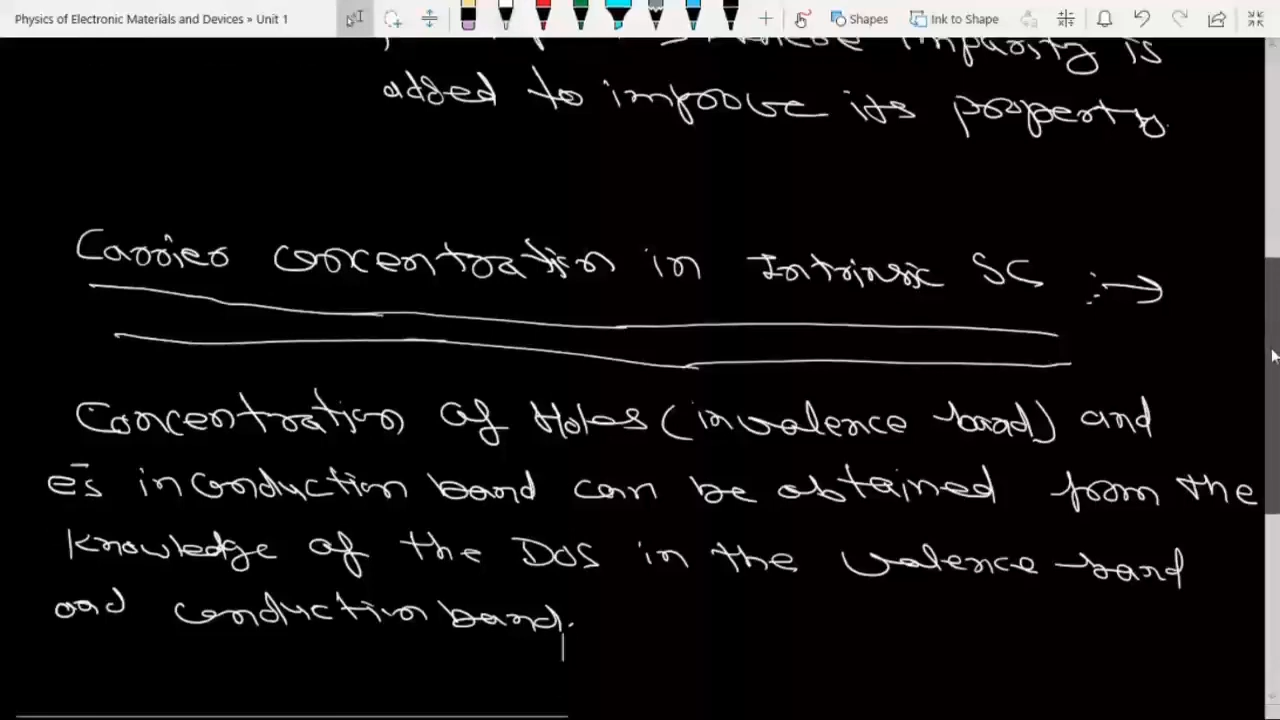 Physics of Electronic Materials and Devices » Unit 1
Shapes
Ink to Shape
impurity is
added to improve its property.
Carrier concentration in Intrinsic SC :→
Concentration of Holes (in valence band) and
e⁻s in conduction band can be obtained from the
knowledge of the DOS in the valence band
and conduction band.